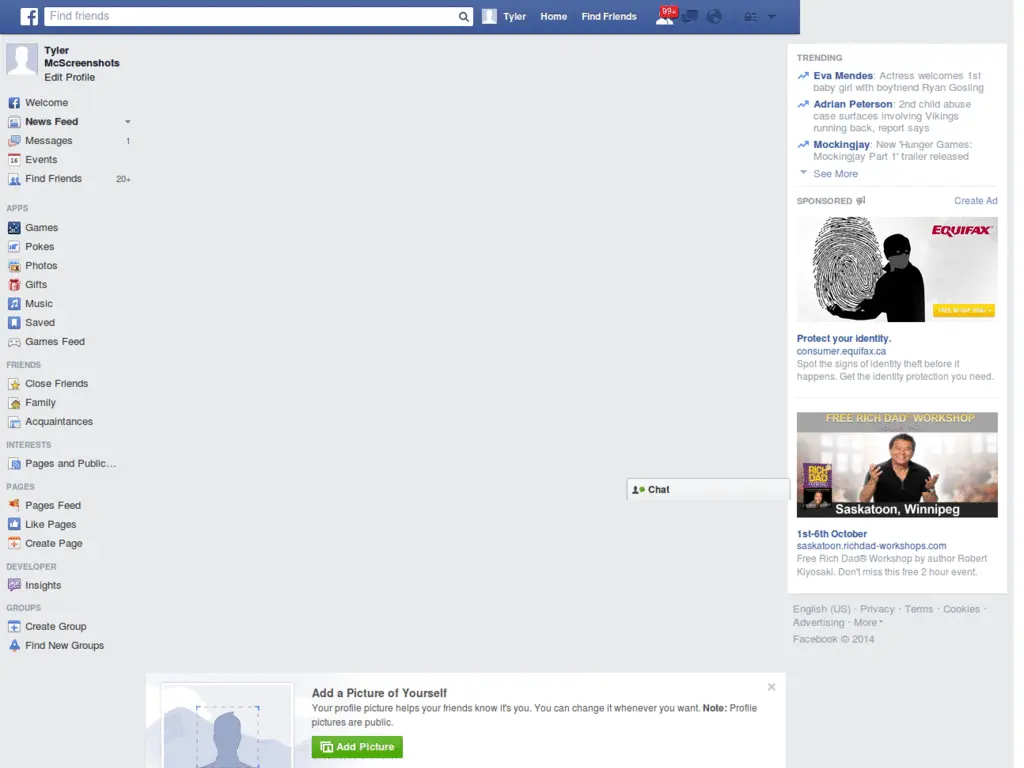 Find friends
Tyler
Home
Find Friends
99+
Tyler
McScreenshots
Edit Profile
Welcome
News Feed
Messages 1
16 Events
Find Friends 20+
APPS
Games
Pokes
Photos
Gifts
Music
Saved
Games Feed
FRIENDS
Close Friends
Family
Acquaintances
INTERESTS
Pages and Public...
PAGES
Pages Feed
Like Pages
Create Page
DEVELOPER
Insights
GROUPS
Create Group
Find New Groups
Add a Picture of Yourself
Your profile picture helps your friends know it's you. You can change it whenever you want. Note: Profile
pictures are public.
Add Picture
Chat
TRENDING
Eva Mendes: Actress welcomes 1st
baby girl with boyfriend Ryan Gosling
Adrian Peterson: 2nd child abuse
case surfaces involving Vikings
running back, report says
Mockingjay: New 'Hunger Games:
Mockingjay Part 1' trailer released
See More
SPONSORED Create Ad
EQUIFAX
Protect your identity.
consumer.equifax.ca
Spot the signs of identity theft before it
happens. Get the identity protection you need.
FREE RICH DAD® WORKSHOP
RICH
DAD
Saskatoon, Winnipeg
1st-6th October
saskatoon.richdad-workshops.com
Free Rich Dad® Workshop by author Robert
Kiyosaki. Don't miss this free 2 hour event.
English (US) · Privacy · Terms · Cookies ·
Advertising · More
Facebook © 2014